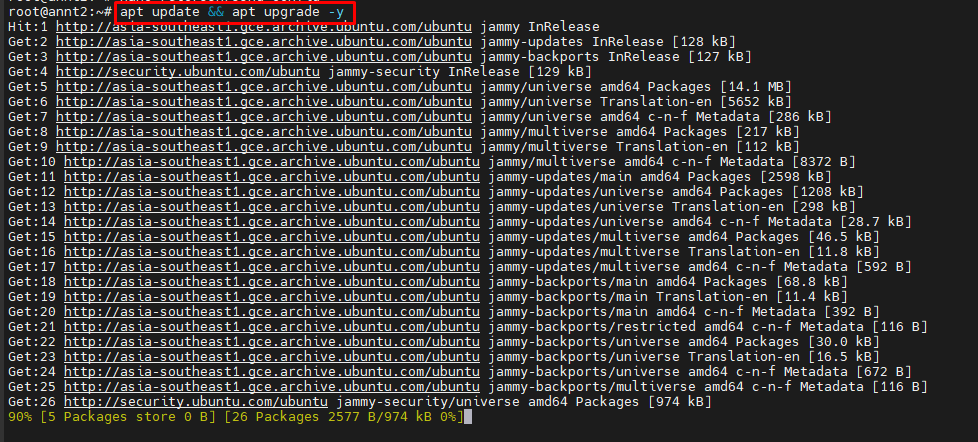 root@annt2:~# apt update && apt upgrade -y
Hit:1 http://asia-southeast1.gce.archive.ubuntu.com/ubuntu jammy InRelease
Get:2 http://asia-southeast1.gce.archive.ubuntu.com/ubuntu jammy-updates InRelease [128 kB]
Get:3 http://asia-southeast1.gce.archive.ubuntu.com/ubuntu jammy-backports InRelease [127 kB]
Get:4 http://security.ubuntu.com/ubuntu jammy-security InRelease [129 kB]
Get:5 http://asia-southeast1.gce.archive.ubuntu.com/ubuntu jammy/universe amd64 Packages [14.1 MB]
Get:6 http://asia-southeast1.gce.archive.ubuntu.com/ubuntu jammy/universe Translation-en [5652 kB]
Get:7 http://asia-southeast1.gce.archive.ubuntu.com/ubuntu jammy/universe amd64 c-n-f Metadata [286 kB]
Get:8 http://asia-southeast1.gce.archive.ubuntu.com/ubuntu jammy/multiverse amd64 Packages [217 kB]
Get:9 http://asia-southeast1.gce.archive.ubuntu.com/ubuntu jammy/multiverse Translation-en [112 kB]
Get:10 http://asia-southeast1.gce.archive.ubuntu.com/ubuntu jammy/multiverse amd64 c-n-f Metadata [8372 B]
Get:11 http://asia-southeast1.gce.archive.ubuntu.com/ubuntu jammy-updates/main amd64 Packages [2598 kB]
Get:12 http://asia-southeast1.gce.archive.ubuntu.com/ubuntu jammy-updates/universe amd64 Packages [1208 kB]
Get:13 http://asia-southeast1.gce.archive.ubuntu.com/ubuntu jammy-updates/universe Translation-en [298 kB]
Get:14 http://asia-southeast1.gce.archive.ubuntu.com/ubuntu jammy-updates/universe amd64 c-n-f Metadata [28.7 kB]
Get:15 http://asia-southeast1.gce.archive.ubuntu.com/ubuntu jammy-updates/multiverse amd64 Packages [46.5 kB]
Get:16 http://asia-southeast1.gce.archive.ubuntu.com/ubuntu jammy-updates/multiverse Translation-en [11.8 kB]
Get:17 http://asia-southeast1.gce.archive.ubuntu.com/ubuntu jammy-updates/multiverse amd64 c-n-f Metadata [592 B]
Get:18 http://asia-southeast1.gce.archive.ubuntu.com/ubuntu jammy-backports/main amd64 Packages [68.8 kB]
Get:19 http://asia-southeast1.gce.archive.ubuntu.com/ubuntu jammy-backports/main Translation-en [11.4 kB]
Get:20 http://asia-southeast1.gce.archive.ubuntu.com/ubuntu jammy-backports/main amd64 c-n-f Metadata [392 B]
Get:21 http://asia-southeast1.gce.archive.ubuntu.com/ubuntu jammy-backports/restricted amd64 c-n-f Metadata [116 B]
Get:22 http://asia-southeast1.gce.archive.ubuntu.com/ubuntu jammy-backports/universe amd64 Packages [30.0 kB]
Get:23 http://asia-southeast1.gce.archive.ubuntu.com/ubuntu jammy-backports/universe Translation-en [16.5 kB]
Get:24 http://asia-southeast1.gce.archive.ubuntu.com/ubuntu jammy-backports/universe amd64 c-n-f Metadata [672 B]
Get:25 http://asia-southeast1.gce.archive.ubuntu.com/ubuntu jammy-backports/multiverse amd64 c-n-f Metadata [116 B]
Get:26 http://security.ubuntu.com/ubuntu jammy-security/universe amd64 Packages [974 kB]
90% [5 Packages store 0 B] [26 Packages 2577 B/974 kB 0%]